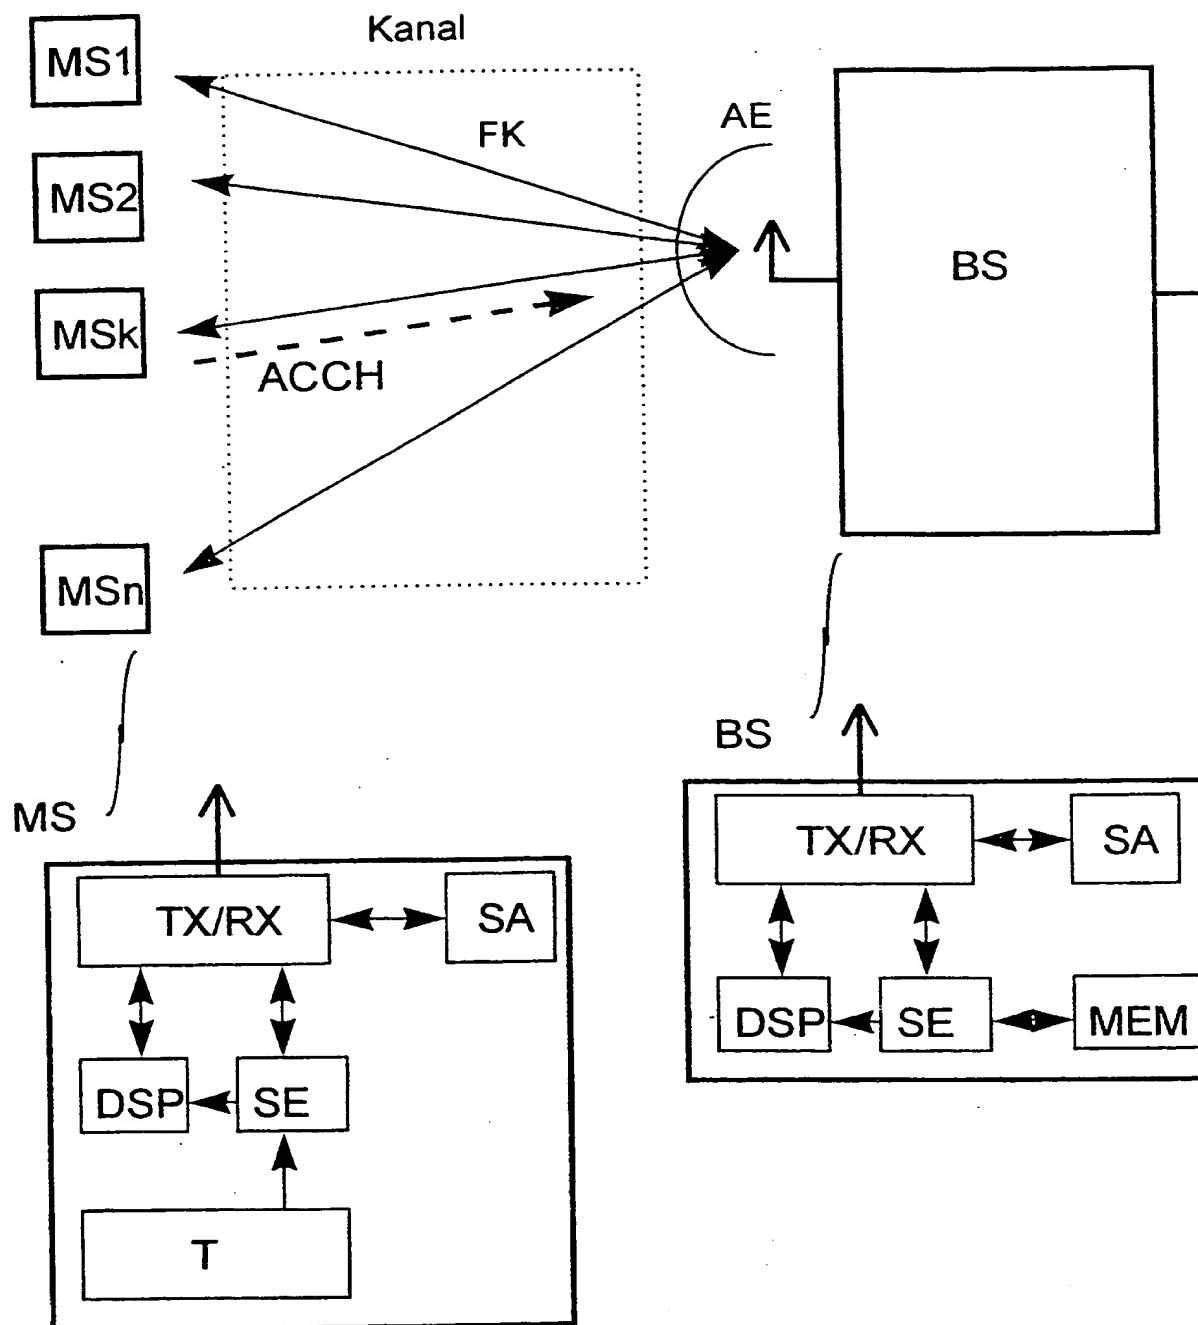 Kanal
MS1
FK
AE
MS2
BS
MSk
ACCH
MSn
BS
MS
TX/RX
SA
TX/RX
SA
DSP
SE
MEM
DSP
SE
T